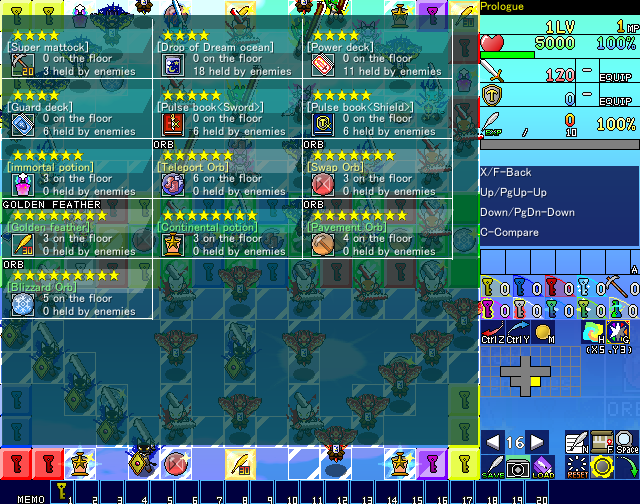 Prologue
[Super mattock]
0 on the floor
3 held by enemies
20
[Drop of Dream ocean]
0 on the floor
18 held by enemies
[Power deck]
0 on the floor
11 held by enemies
[Guard deck]
0 on the floor
6 held by enemies
[Pulse book<Sword>]
0 on the floor
6 held by enemies
[Pulse book<Shield>]
0 on the floor
6 held by enemies
[immortal potion]
3 on the floor
0 held by enemies
ORB
[Teleport Orb]
6 on the floor
0 held by enemies
ORB
[Swap Orb]
3 on the floor
0 held by enemies
GOLDEN FEATHER
[Golden feather]
3 on the floor
0 held by enemies
30
[Continental potion]
3 on the floor
0 held by enemies
ORB
[Pavement Orb]
4 on the floor
0 held by enemies
ORB
[Blizzard Orb]
5 on the floor
0 held by enemies
30
1LV 1MP
5000 100%
120 - EQUIP
0 - EQUIP
EXP / 0 10 100%
X/F-Back
Up/PgUp-Up
Down/PgDn-Down
C-Compare
A
0 0 0 0 0
0 0 0 0 0
Ctrl Z Ctrl Y M H G
(X5,Y3)
16 N F Space
SAVE LOAD RESET
MEMO 1 2 3 4 5 6 7 8 9 10 11 12 13 14 15 16 17 18 19 20